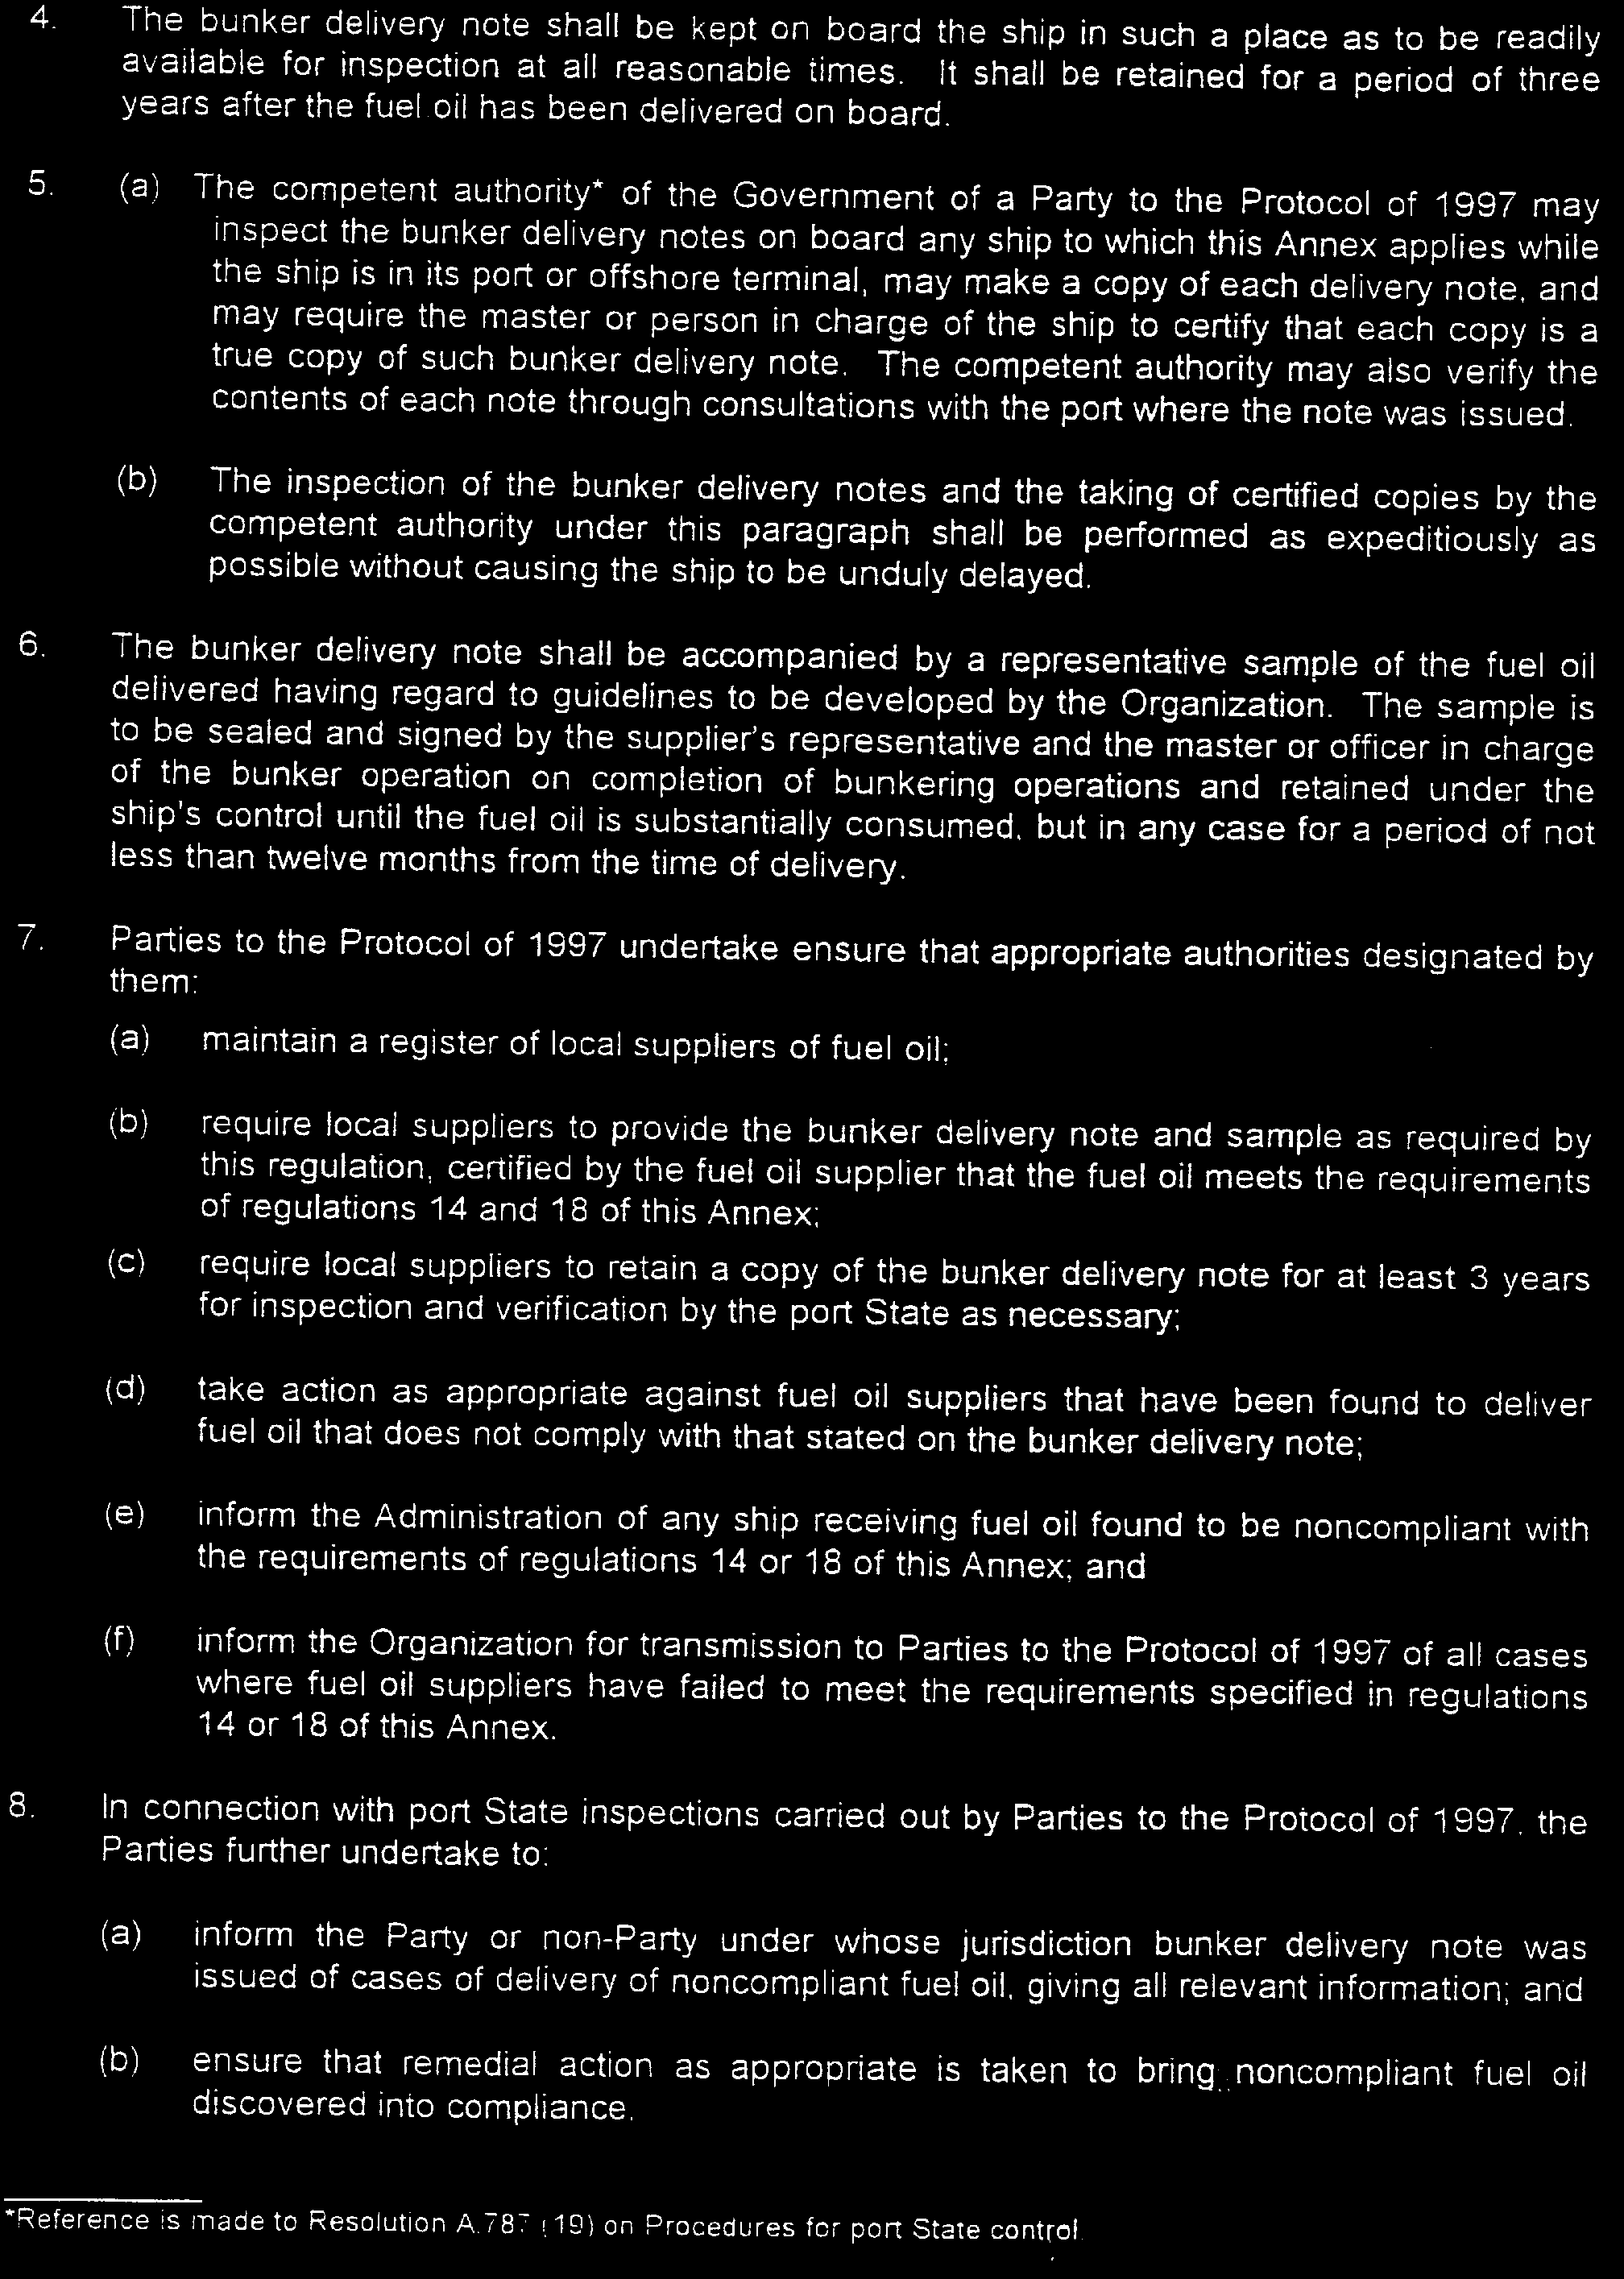 4. The bunker delivery note shall be kept on board the ship in such a place as to be readily
available for inspection at all reasonable times. It shall be retained for a period of three
years after the fuel oil has been delivered on board.
5. (a) The competent authority* of the Government of a Party to the Protocol of 1997 may
inspect the bunker delivery notes on board any ship to which this Annex applies while
the ship is in its port or offshore terminal, may make a copy of each delivery note, and
may require the master or person in charge of the ship to certify that each copy is a
true copy of such bunker delivery note. The competent authority may also verify the
contents of each note through consultations with the port where the note was issued.
(b) The inspection of the bunker delivery notes and the taking of certified copies by the
competent authority under this paragraph shall be performed as expeditiously as
possible without causing the ship to be unduly delayed.
6. The bunker delivery note shall be accompanied by a representative sample of the fuel oil
delivered having regard to guidelines to be developed by the Organization. The sample is
to be sealed and signed by the supplier's representative and the master or officer in charge
of the bunker operation on completion of bunkering operations and retained under the
ship's control until the fuel oil is substantially consumed, but in any case for a period of not
less than twelve months from the time of delivery.
7. Parties to the Protocol of 1997 undertake ensure that appropriate authorities designated by
them:
(a) maintain a register of local suppliers of fuel oil;
(b) require local suppliers to provide the bunker delivery note and sample as required by
this regulation, certified by the fuel oil supplier that the fuel oil meets the requirements
of regulations 14 and 18 of this Annex;
(c) require local suppliers to retain a copy of the bunker delivery note for at least 3 years
for inspection and verification by the port State as necessary;
(d) take action as appropriate against fuel oil suppliers that have been found to deliver
fuel oil that does not comply with that stated on the bunker delivery note;
(e) inform the Administration of any ship receiving fuel oil found to be noncompliant with
the requirements of regulations 14 or 18 of this Annex; and
(f) inform the Organization for transmission to Parties to the Protocol of 1997 of all cases
where fuel oil suppliers have failed to meet the requirements specified in regulations
14 or 18 of this Annex.
8. In connection with port State inspections carried out by Parties to the Protocol of 1997, the
Parties further undertake to:
(a) inform the Party or non-Party under whose jurisdiction bunker delivery note was
issued of cases of delivery of noncompliant fuel oil, giving all relevant information; and
(b) ensure that remedial action as appropriate is taken to bring noncompliant fuel oil
discovered into compliance.
*Reference is made to Resolution A.787 (19) on Procedures for port State control.